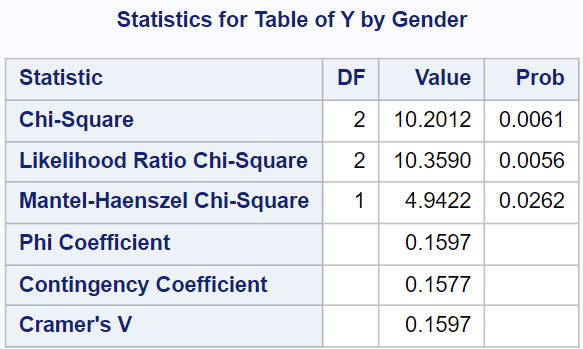 Statistics for Table of Y by Gender
Statistic DF Value Prob
Chi-Square 2 10.2012 0.0061
Likelihood Ratio Chi-Square 2 10.3590 0.0056
Mantel-Haenszel Chi-Square 1 4.9422 0.0262
Phi Coefficient 0.1597
Contingency Coefficient 0.1577
Cramer's V 0.1597